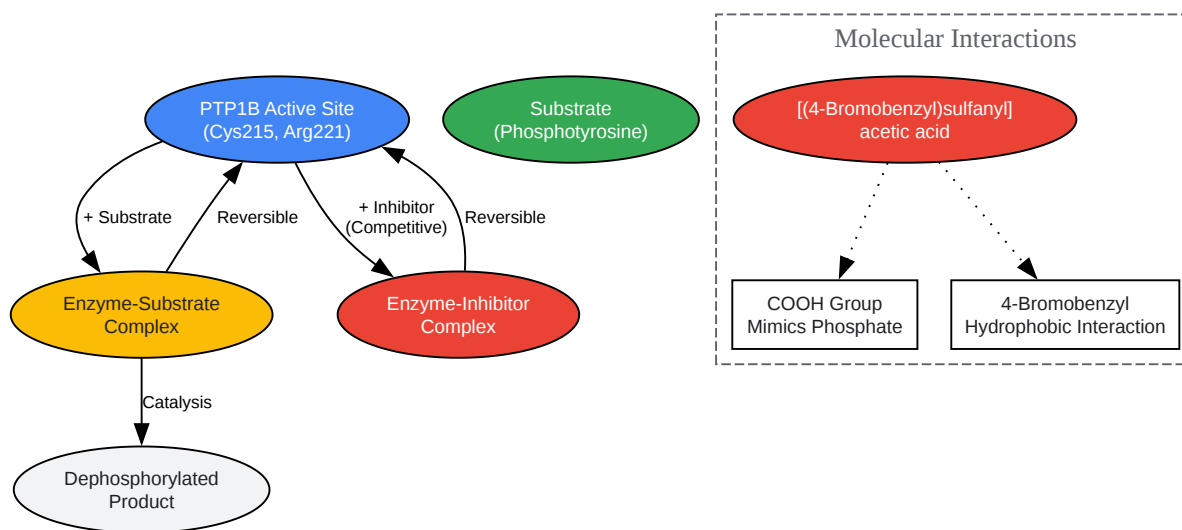 Molecular Interactions
PTP1B Active Site
(Cys215, Arg221)
Substrate
(Phosphotyrosine)
[(4-Bromobenzyl)sulfanyl]
acetic acid
+ Substrate
Reversible
+ Inhibitor
(Competitive)
Reversible
Enzyme-Substrate
Complex
Enzyme-Inhibitor
Complex
COOH Group
Mimics Phosphate
4-Bromobenzyl
Hydrophobic Interaction
Catalysis
Dephosphorylated
Product